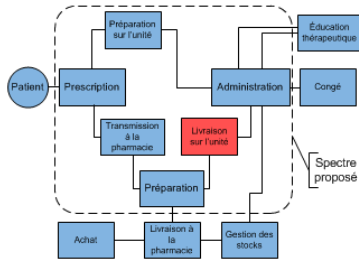 Préparation
sur l'unité
Éducation
thérapeutique
Patient
Prescription
Administration
Congé
Transmission
à la
pharmacie
Livraison
sur l'unité
Spectre
proposé
Préparation
Achat
Livraison à
la
pharmacie
Gestion des
stocks